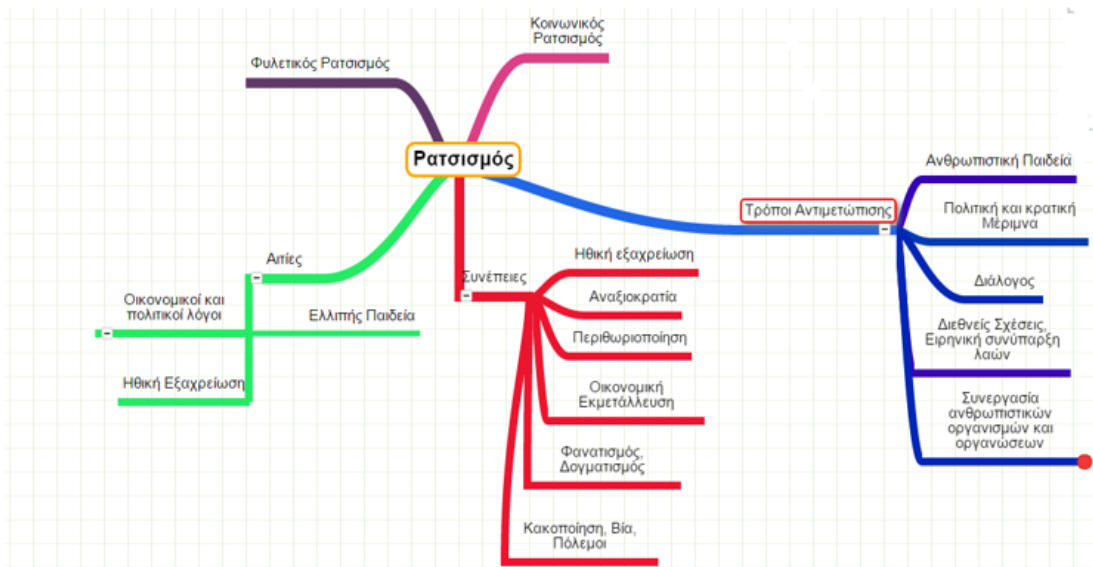 Κοινωνικός
Ρατσισμός
Φυλετικός Ρατσισμός
Ρατσισμός
Αιτίες
Οικονομικοί και
πολιτικοί λόγοι
Ελλιπής Παιδεία
Ηθική Εξαχρείωση
Συνέπειες
Ηθική εξαχρείωση
Αναξιοκρατία
Περιθωριοποίηση
Οικονομική
Εκμετάλλευση
Φανατισμός,
Δογματισμός
Κακοποίηση, Βία,
Πόλεμοι
Τρόποι Αντιμετώπισης
Ανθρωπιστική Παιδεία
Πολιτική και κρατική
Μέριμνα
Διάλογος
Διεθνείς Σχέσεις,
Ειρηνική συνύπαρξη
λαών
Συνεργασία
ανθρωπιστικών
οργανισμών και
οργανώσεων